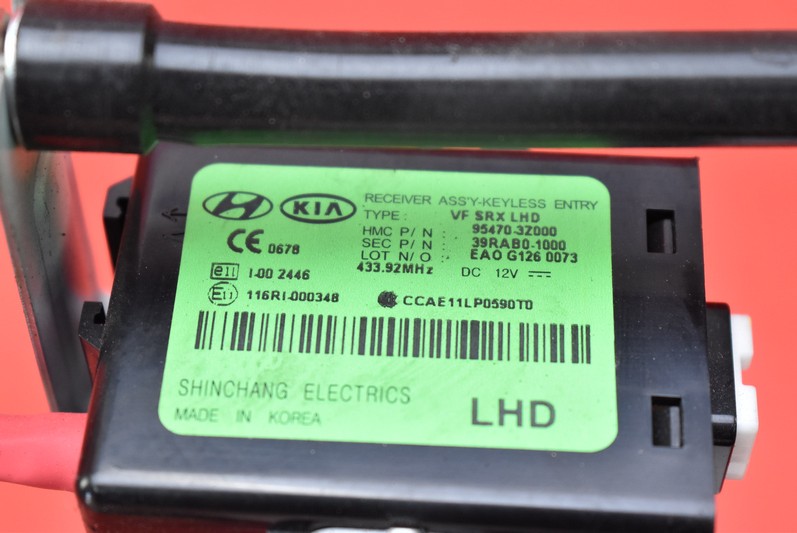 KIA RECEIVER ASS'Y-KEYLESS ENTRY
TYPE : VF SRX LHD
HMC P/N : 95470-3Z000
CE 0678 SEC P/N : 39RAB0-1000
LOT N/O : EAO G126 0073
433.92MHz DC 12V
e11 I-00 2446
E11 116RI-000348 CCAE11LP0590T0
SHINCHANG ELECTRICS
MADE IN KOREA LHD